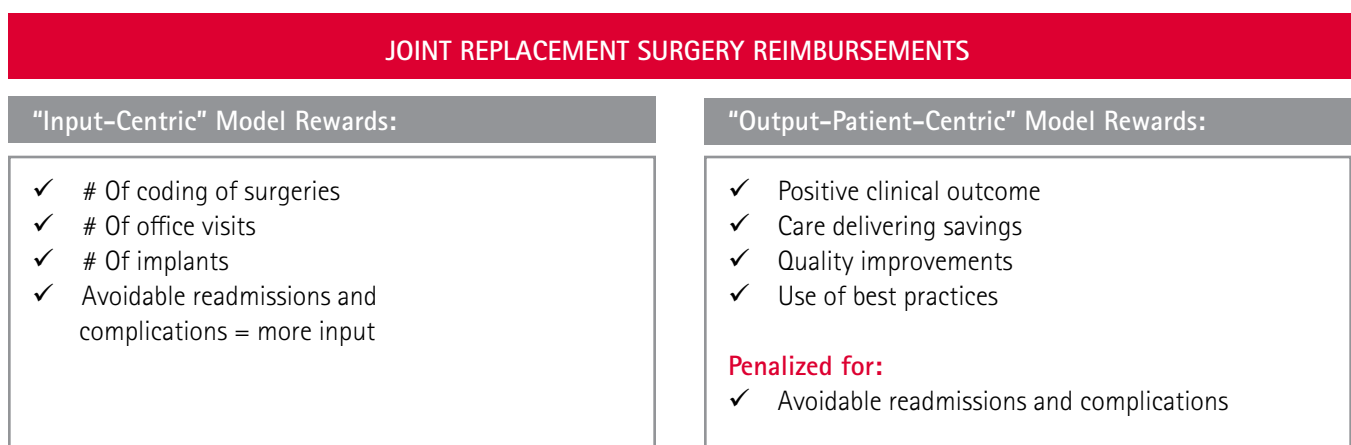 JOINT REPLACEMENT SURGERY REIMBURSEMENTS
"Input-Centric" Model Rewards:
✓ # Of coding of surgeries
✓ # Of office visits
✓ # Of implants
✓ Avoidable readmissions and
complications = more input
"Output-Patient-Centric" Model Rewards:
✓ Positive clinical outcome
✓ Care delivering savings
✓ Quality improvements
✓ Use of best practices
Penalized for:
✓ Avoidable readmissions and complications